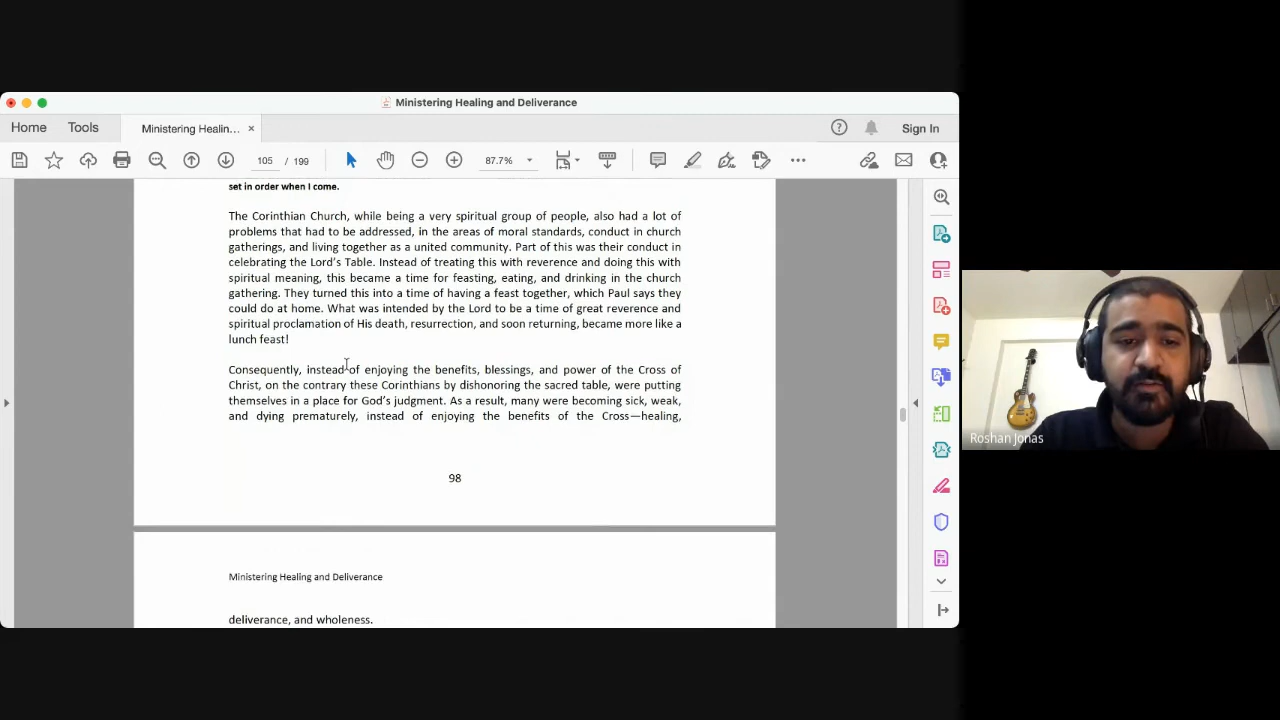 Ministering Healing and Deliverance
Home
Tools
Ministering Healin...
Sign In
105 / 199
87.7%
set in order when I come.
The Corinthian Church, while being a very spiritual group of people, also had a lot of
problems that had to be addressed, in the areas of moral standards, conduct in church
gatherings, and living together as a united community. Part of this was their conduct in
celebrating the Lord's Table. Instead of treating this with reverence and doing this with
spiritual meaning, this became a time for feasting, eating, and drinking in the church
gathering. They turned this into a time of having a feast together, which Paul says they
could do at home. What was intended by the Lord to be a time of great reverence and
spiritual proclamation of His death, resurrection, and soon returning, became more like a
lunch feast!
Consequently, instead of enjoying the benefits, blessings, and power of the Cross of
Christ, on the contrary these Corinthians by dishonoring the sacred table, were putting
themselves in a place for God's judgment. As a result, many were becoming sick, weak,
and dying prematurely, instead of enjoying the benefits of the Cross—healing,
98
Ministering Healing and Deliverance
deliverance, and wholeness.
Roshan Jonas